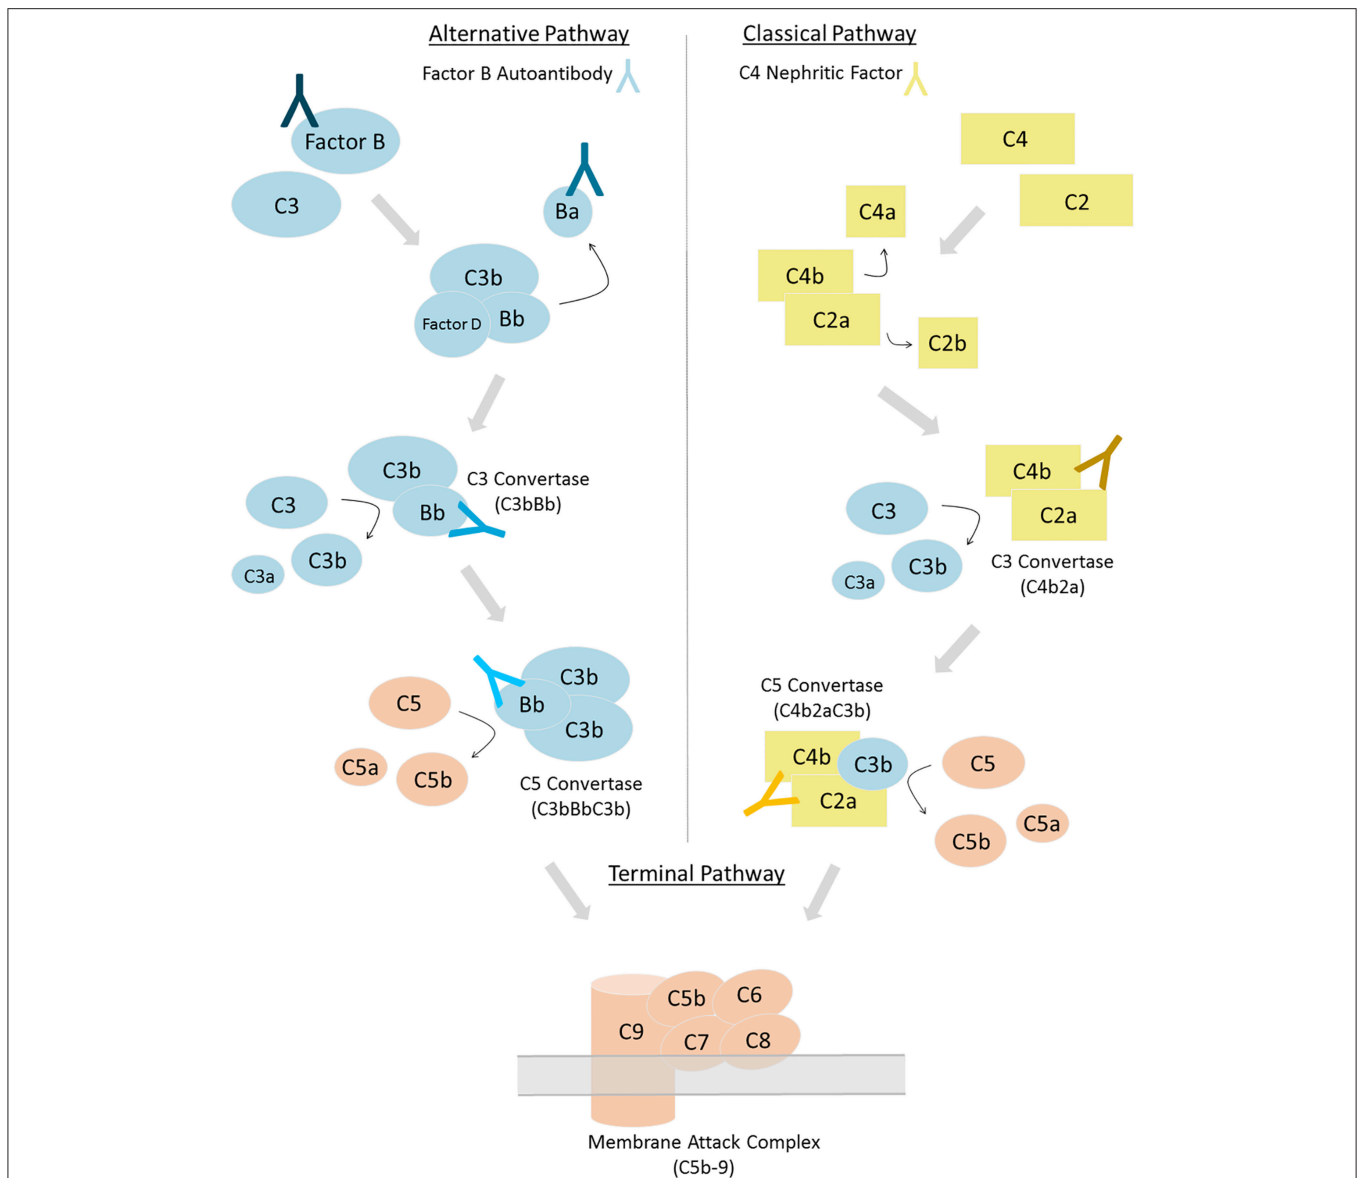 Alternative Pathway
Factor B Autoantibody
Factor B
C3
Ba
C3b
Factor D
Bb
C3b
Bb
C3 Convertase
(C3bBb)
C3
C3b
C3a
C3b
Bb
C3b
C5
C5a
C5b
C5 Convertase
(C3bBbC3b)
Classical Pathway
C4 Nephritic Factor
C4
C2
C4a
C4b
C2a
C2b
C4b
C2a
C3
C3b
C3a
C3 Convertase
(C4b2a)
C5 Convertase
(C4b2aC3b)
C4b
C3b
C2a
C5
C5a
C5b
Terminal Pathway
C5b
C6
C9
C7
C8
Membrane Attack Complex
(C5b-9)